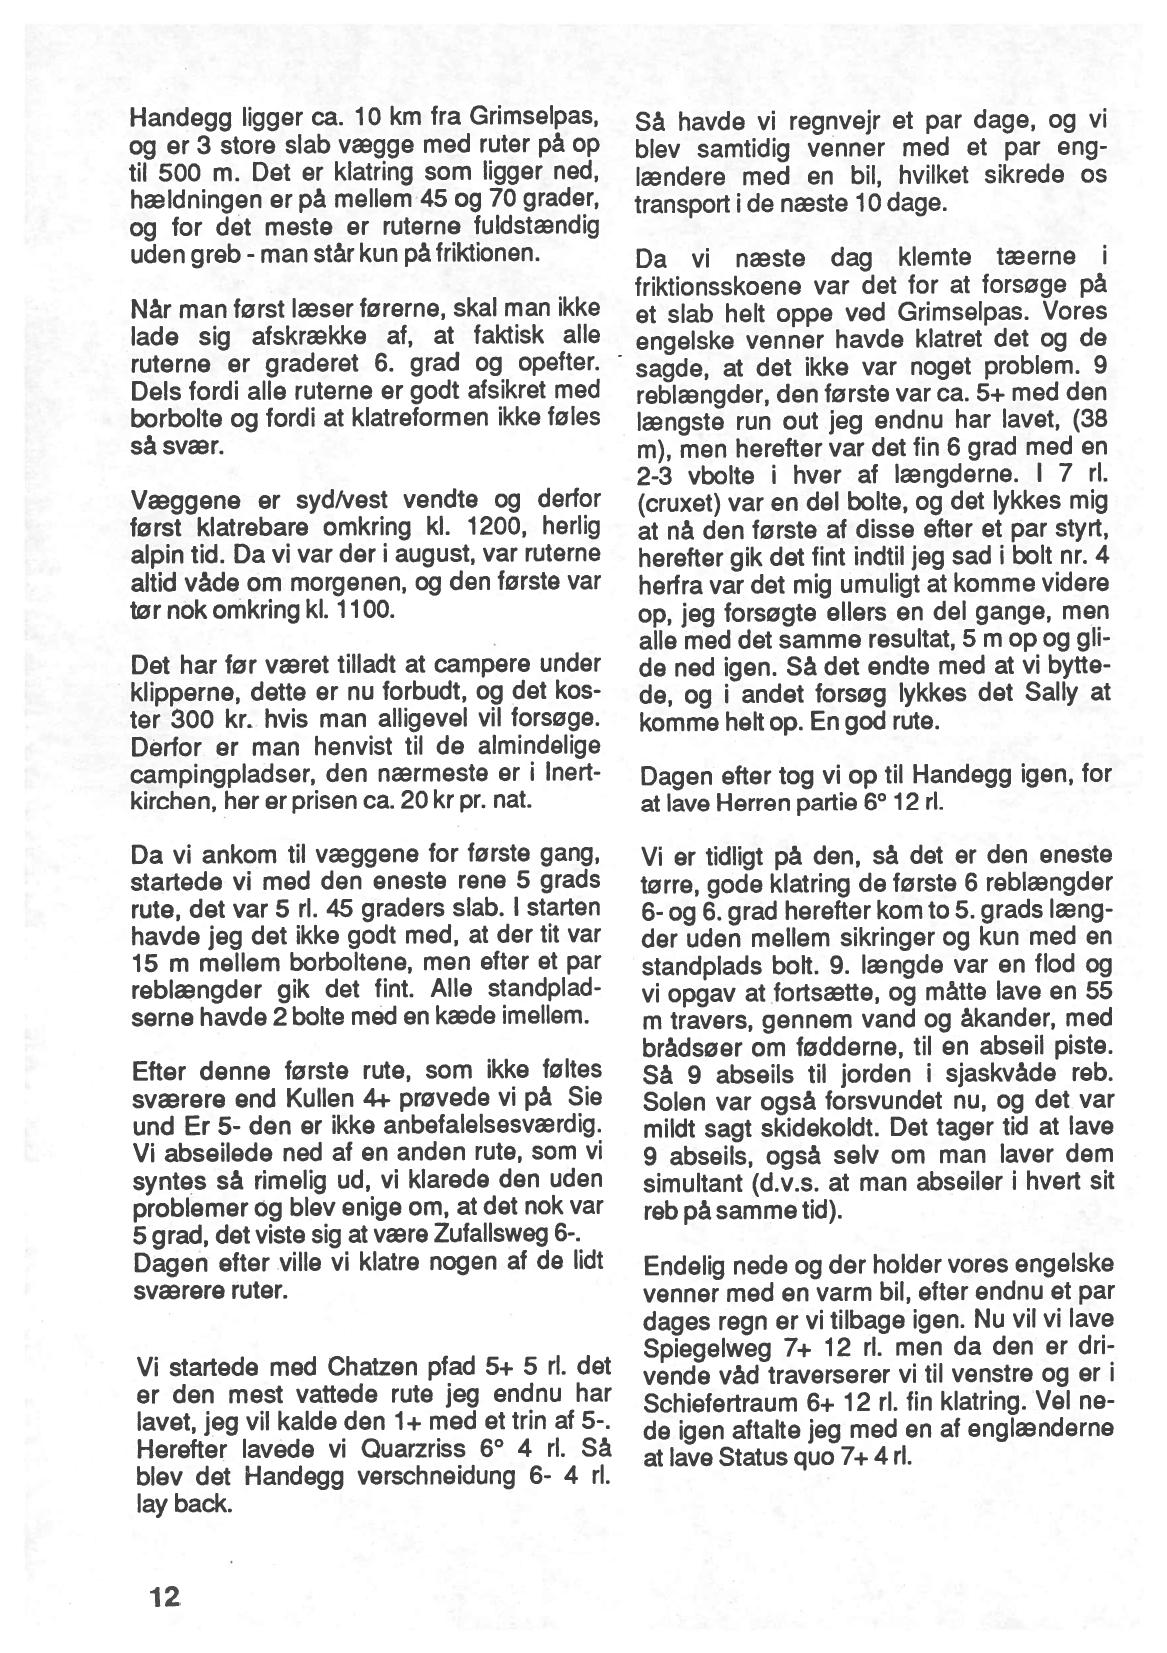 Handegg ligger ca. 10 km fra Grimselpas,
og er 3 store slab vægge med ruter på op
til 500 m. Det er klatring som ligger ned,
hældningen er på mellem 45 og 70 grader,
og for det meste er ruterne fuldstændig
uden greb - man står kun på friktionen.

Når man først læser førerne, skal man ikke
lade sig afskrække af, at faktisk alle
ruterne er graderet 6. grad og opefter.
Dels fordi alle ruterne er godt afsikret med
borbolte og fordi at klatreformen ikke føles
så svær.

Væggene er syd/vest vendte og derfor
først klatrebare omkring kl. 1200, herlig
alpin tid. Da vi var der i august, var ruterne
altid våde om morgenen, og den første var
tør nok omkring kl. 1100.

Det har før været tilladt at campere under
klipperne, dette er nu forbudt, og det kos-
ter 300 kr. hvis man alligevel vil forsøge.
Derfor er man henvist til de almindelige
campingpladser, den nærmeste er i Inert-
kirchen, her er prisen ca. 20 kr pr. nat.

Da vi ankom til væggene for første gang,
startede vi med den eneste rene 5 grads
rute, det var 5 rl. 45 graders slab. I starten
havde jeg det ikke godt med, at der tit var
15 m mellem borboltene, men efter et par
reblængder gik det fint. Alle standplad-
serne havde 2 bolte med en kæde imellem.

Efter denne første rute, som ikke føltes
sværere end Kullen 4+ prøvede vi på Sie
und Er 5- den er ikke anbefalelsesværdig.
Vi abseilede ned af en anden rute, som vi
syntes så rimelig ud, vi klarede den uden
problemer og blev enige om, at det nok var
5 grad, det viste sig at være Zufallsweg 6-.
Dagen efter ville vi klatre nogen af de lidt
sværere ruter.

Vi startede med Chatzen pfad 5+ 5 rl. det
er den mest vattede rute jeg endnu har
lavet, jeg vil kalde den 1+ med et trin af 5-.
Herefter lavede vi Quarzriss 6° 4 rl. Så
blev det Handegg verschneidung 6- 4 rl.
lay back.

Så havde vi regnvejr et par dage, og vi
blev samtidig venner med et par eng-
lændere med en bil, hvilket sikrede os
transport i de næste 10 dage.

Da vi næste dag klemte tæerne i
friktionsskoene var det for at forsøge på
et slab helt oppe ved Grimselpas. Vores
engelske venner havde klatret det og de
sagde, at det ikke var noget problem. 9
reblængder, den første var ca. 5+ med den
længste run out jeg endnu har lavet, (38
m), men herefter var det fin 6 grad med en
2-3 vbolte i hver af længderne. I 7 rl.
(cruxet) var en del bolte, og det lykkes mig
at nå den første af disse efter et par styrt,
herefter gik det fint indtil jeg sad i bolt nr. 4
herfra var det mig umuligt at komme videre
op, jeg forsøgte ellers en del gange, men
alle med det samme resultat, 5 m op og gli-
de ned igen. Så det endte med at vi bytte-
de, og i andet forsøg lykkes det Sally at
komme helt op. En god rute.

Dagen efter tog vi op til Handegg igen, for
at lave Herren partie 6° 12 rl.

Vi er tidligt på den, så det er den eneste
tørre, gode klatring de første 6 reblængder
6- og 6. grad herefter kom to 5. grads læng-
der uden mellem sikringer og kun med en
standplads bolt. 9. længde var en flod og
vi opgav at fortsætte, og måtte lave en 55
m travers, gennem vand og åkander, med
brådsøer om fødderne, til en abseil piste.
Så 9 abseils til jorden i sjaskvåde reb.
Solen var også forsvundet nu, og det var
mildt sagt skidekoldt. Det tager tid at lave
9 abseils, også selv om man laver dem
simultant (d.v.s. at man abseiler i hvert sit
reb på samme tid).

Endelig nede og der holder vores engelske
venner med en varm bil, efter endnu et par
dages regn er vi tilbage igen. Nu vil vi lave
Spiegelweg 7+ 12 rl. men da den er dri-
vende våd traverserer vi til venstre og er i
Schiefertraum 6+ 12 rl. fin klatring. Vel ne-
de igen aftalte jeg med en af englænderne
at lave Status quo 7+ 4 rl.

12